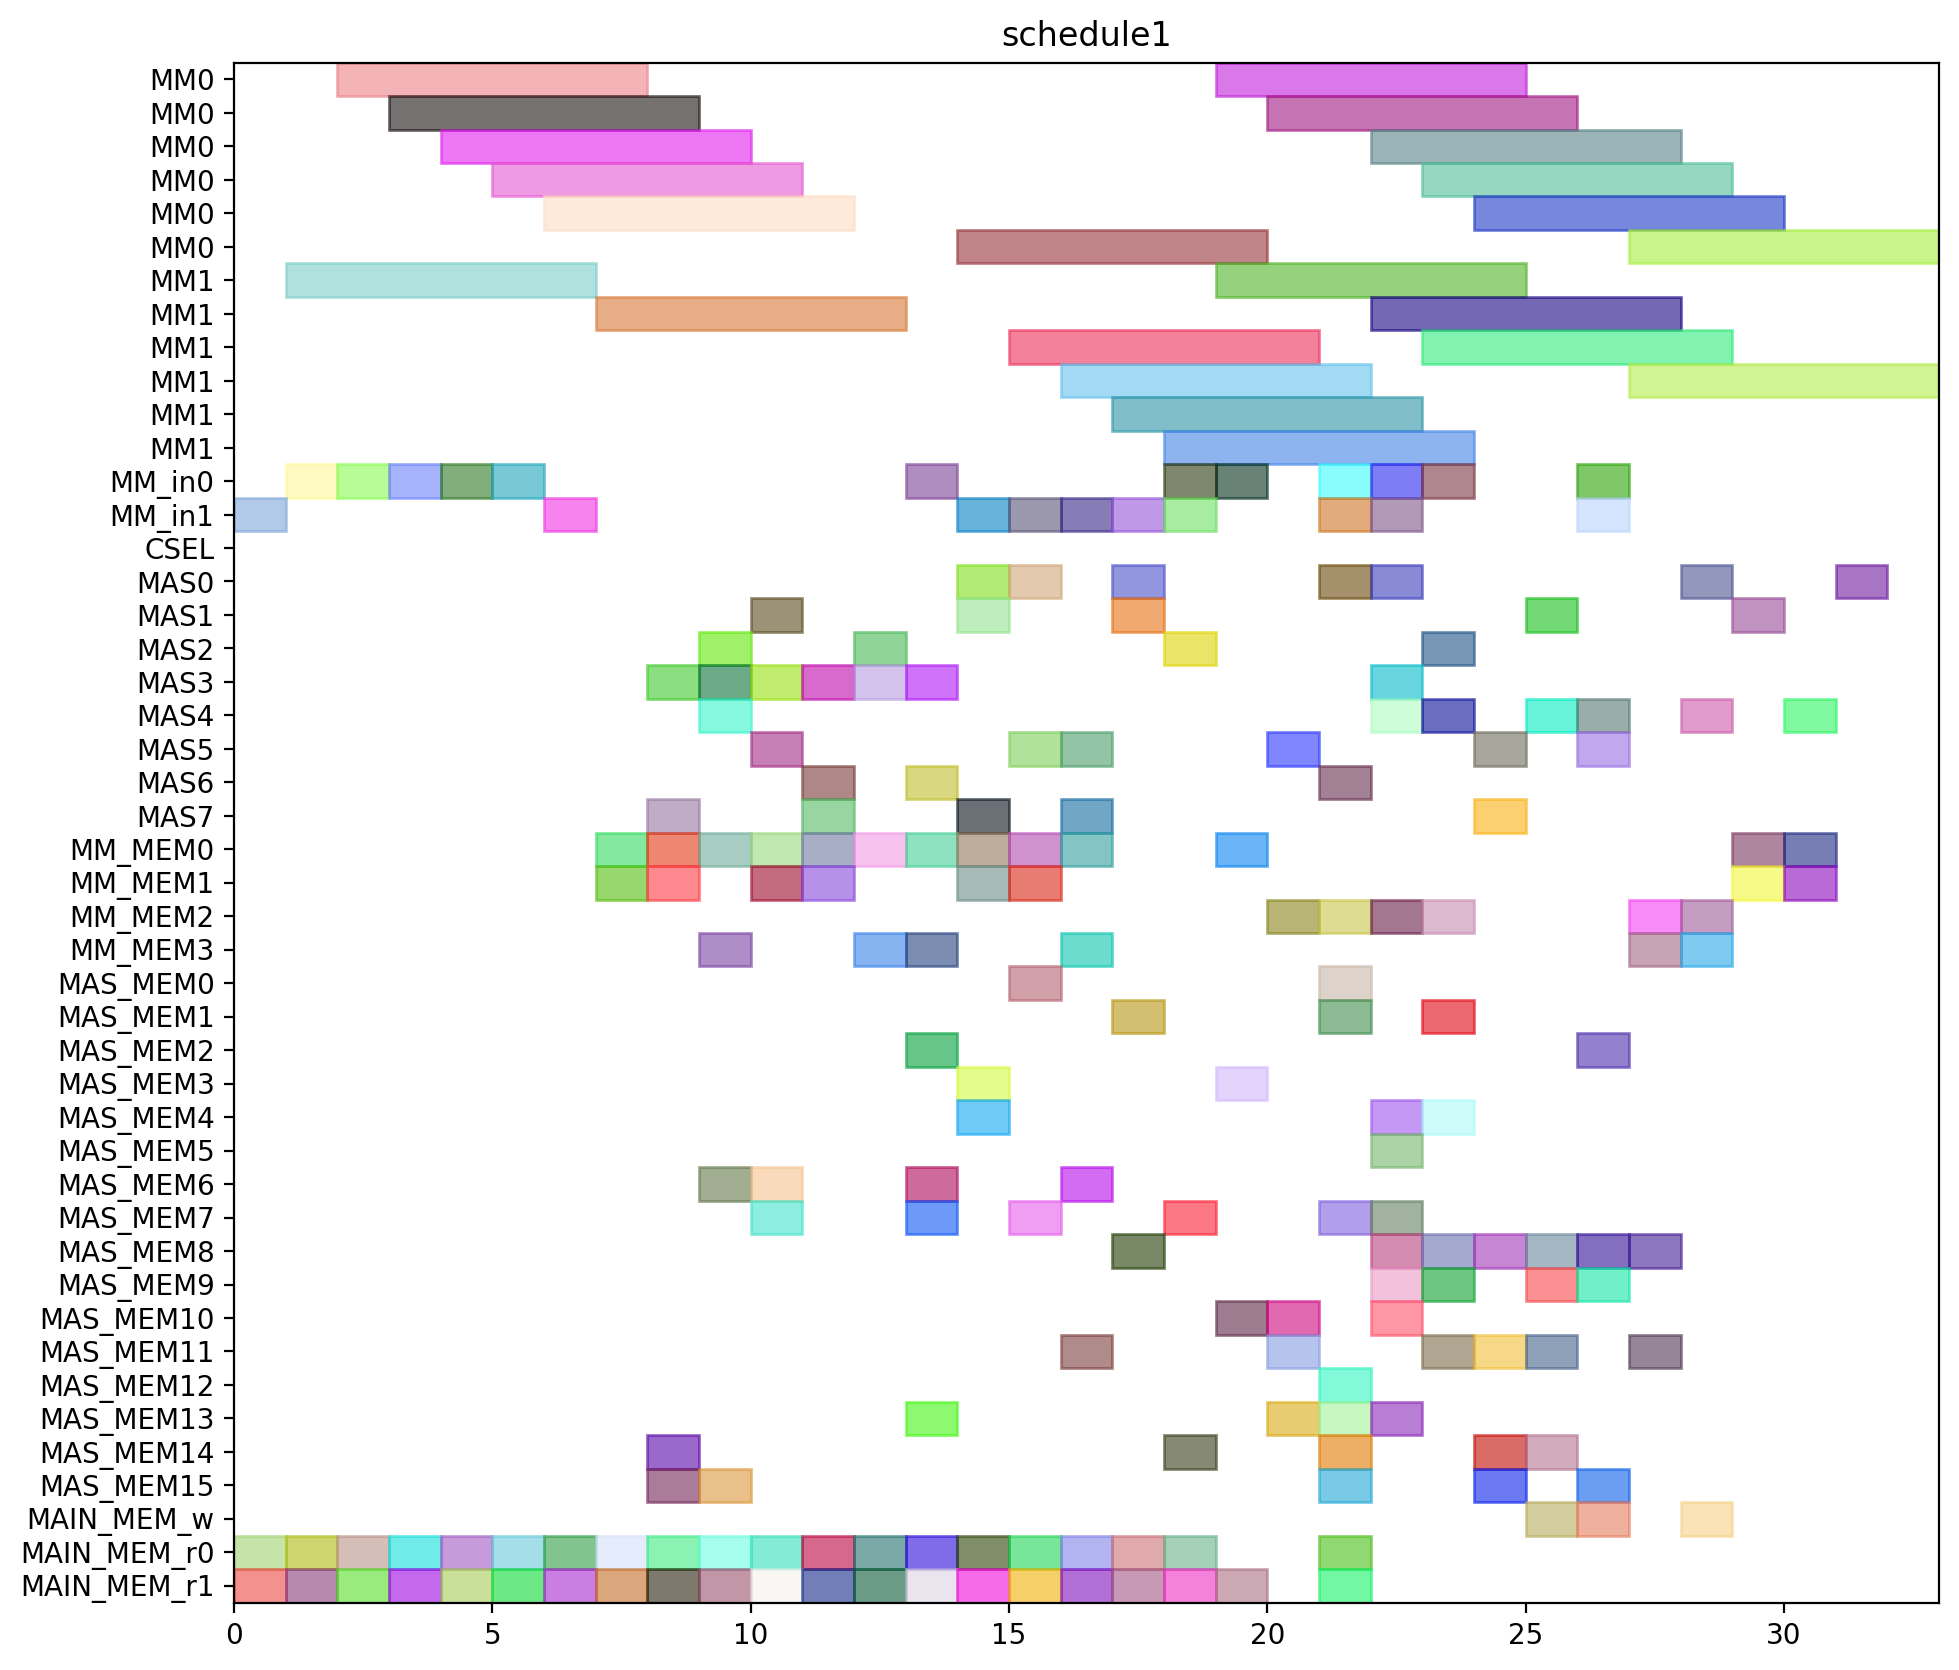 schedule1
MM0
MM0
MM0
MM0
MM0
MM0
MM1
MM1
MM1
MM1
MM1
MM1
MM_in0
MM_in1
CSEL
MAS0
MAS1
MAS2
MAS3
MAS4
MAS5
MAS6
MAS7
MM_MEM0
MM_MEM1
MM_MEM2
MM_MEM3
MAS_MEM0
MAS_MEM1
MAS_MEM2
MAS_MEM3
MAS_MEM4
MAS_MEM5
MAS_MEM6
MAS_MEM7
MAS_MEM8
MAS_MEM9
MAS_MEM10
MAS_MEM11
MAS_MEM12
MAS_MEM13
MAS_MEM14
MAS_MEM15
MAIN_MEM_w
MAIN_MEM_r0
MAIN_MEM_r1
0 5 10 15 20 25 30